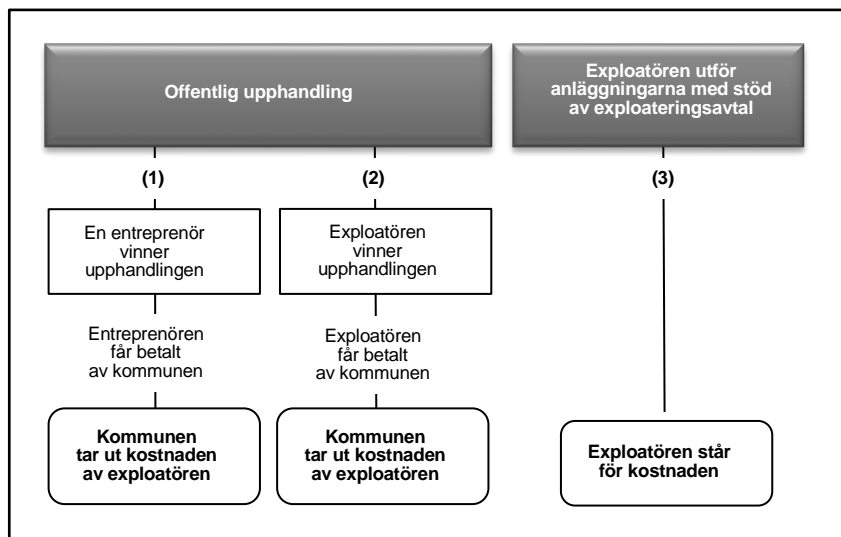 Offentlig upphandling
Exploatören utför
anläggningarna med stöd
av exploateringsavtal
(1)
(2)
(3)
En entreprenör
vinner
upphandlingen
Exploatören
vinner
upphandlingen
Entreprenören
får betalt
av kommunen
Exploatören
får betalt
av kommunen
Kommunen
tar ut kostnaden
av exploatören
Kommunen
tar ut kostnaden
av exploatören
Exploatören står
för kostnaden